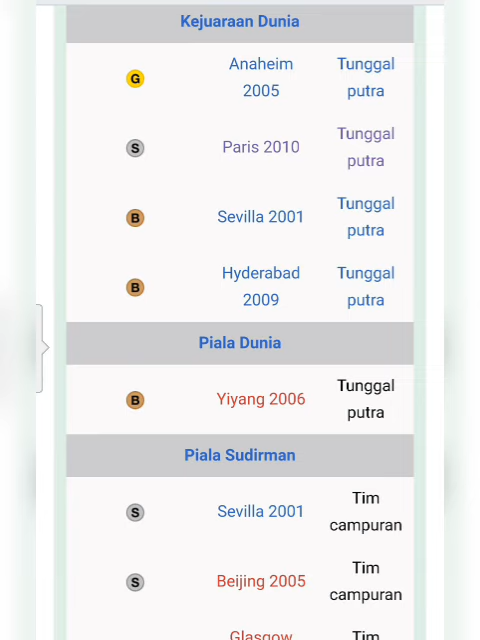 Kejuaraan Dunia
G Anaheim 2005 Tunggal putra
S Paris 2010 Tunggal putra
B Sevilla 2001 Tunggal putra
B Hyderabad 2009 Tunggal putra
Piala Dunia
B Yiyang 2006 Tunggal putra
Piala Sudirman
S Sevilla 2001 Tim campuran
S Beijing 2005 Tim campuran
Glasgow Tim